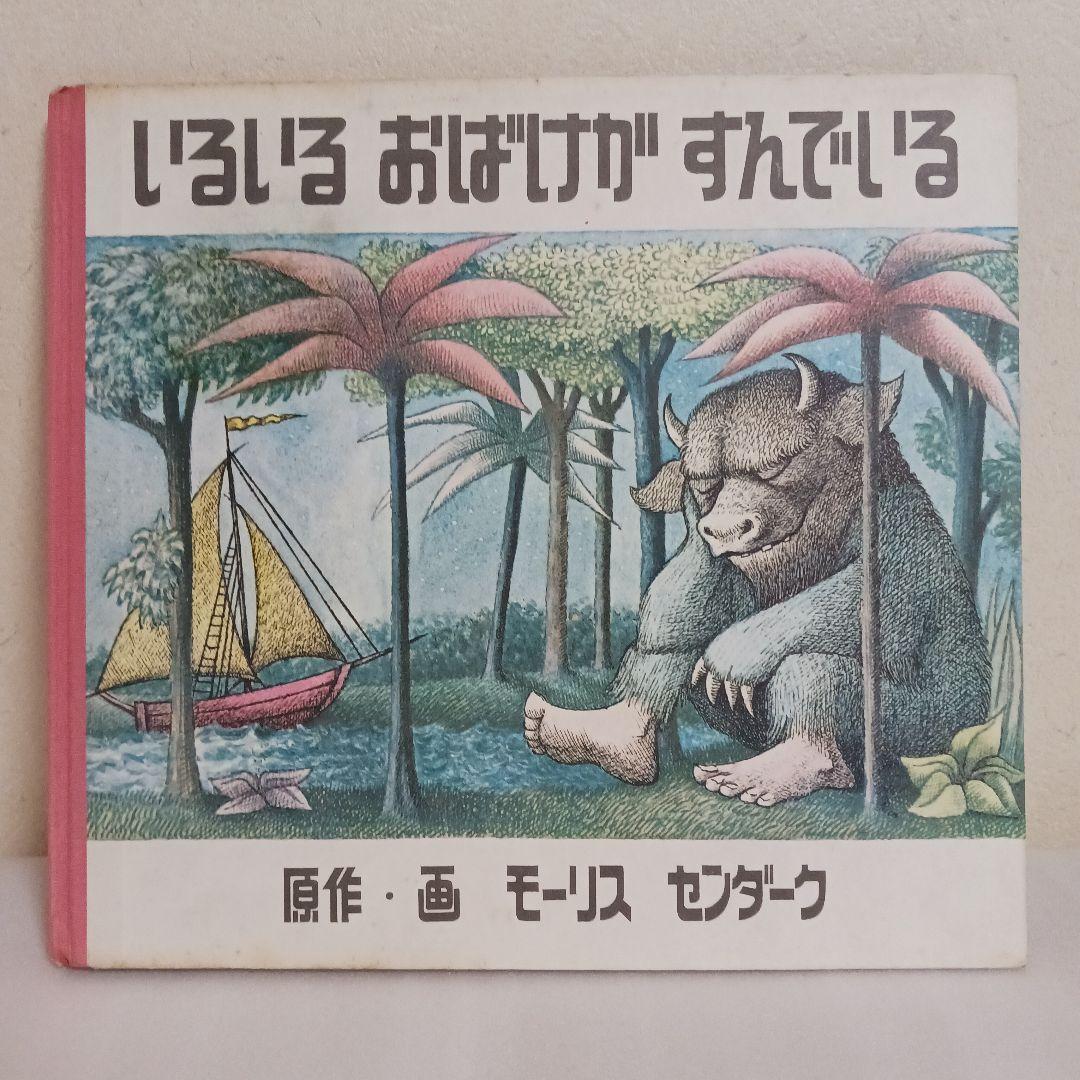 いるいる おばけが すんでいる
原作・画 モーリス センダーク